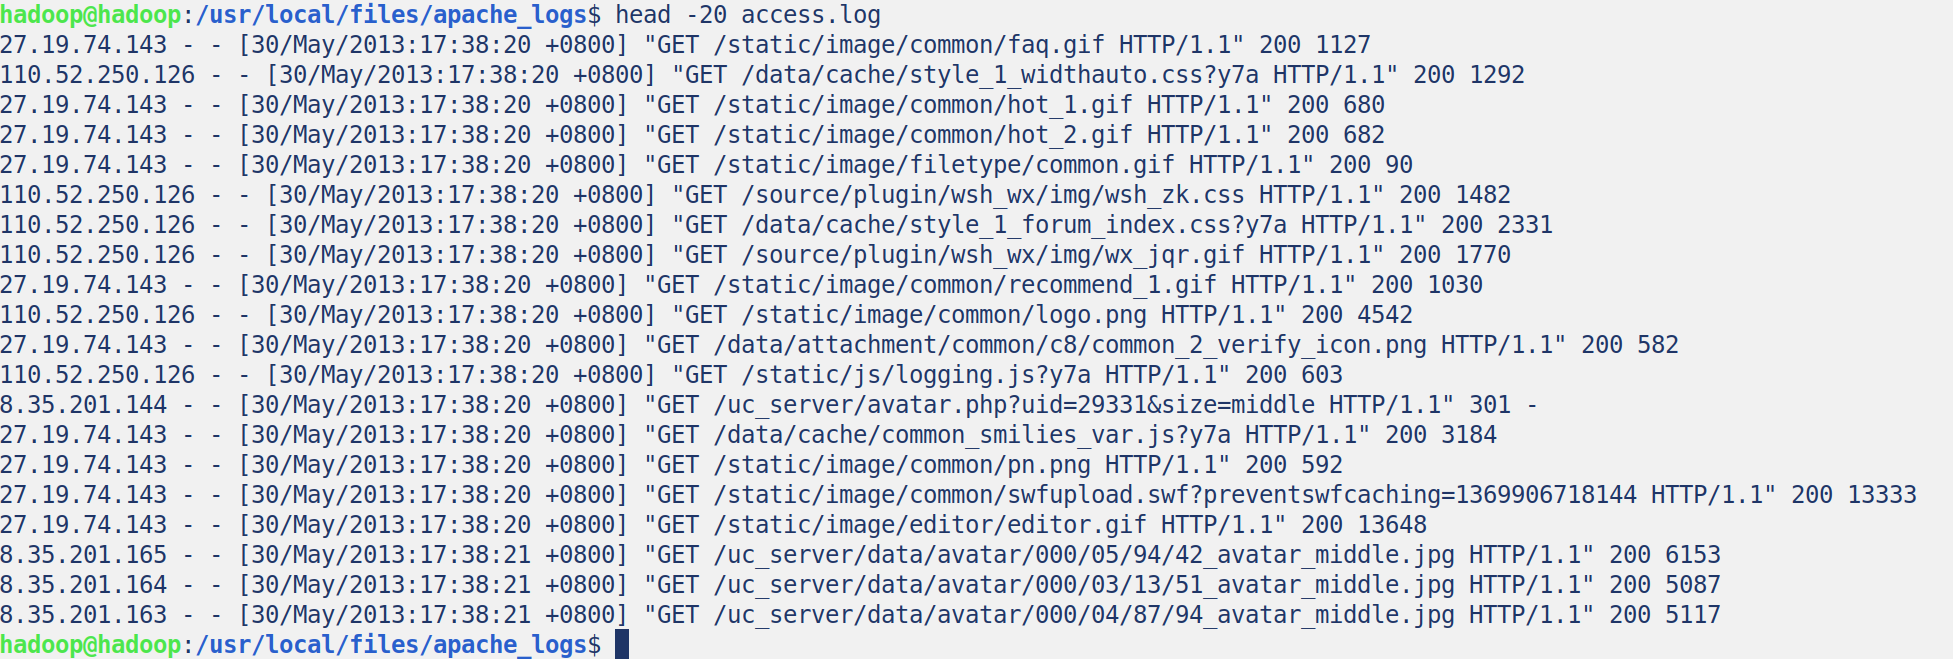 hadoop@hadoop:/usr/local/files/apache_logs$ head -20 access.log
27.19.74.143 - - [30/May/2013:17:38:20 +0800] "GET /static/image/common/faq.gif HTTP/1.1" 200 1127
110.52.250.126 - - [30/May/2013:17:38:20 +0800] "GET /data/cache/style_1_widthauto.css?y7a HTTP/1.1" 200 1292
27.19.74.143 - - [30/May/2013:17:38:20 +0800] "GET /static/image/common/hot_1.gif HTTP/1.1" 200 680
27.19.74.143 - - [30/May/2013:17:38:20 +0800] "GET /static/image/common/hot_2.gif HTTP/1.1" 200 682
27.19.74.143 - - [30/May/2013:17:38:20 +0800] "GET /static/image/filetype/common.gif HTTP/1.1" 200 90
110.52.250.126 - - [30/May/2013:17:38:20 +0800] "GET /source/plugin/wsh_wx/img/wsh_zk.css HTTP/1.1" 200 1482
110.52.250.126 - - [30/May/2013:17:38:20 +0800] "GET /data/cache/style_1_forum_index.css?y7a HTTP/1.1" 200 2331
110.52.250.126 - - [30/May/2013:17:38:20 +0800] "GET /source/plugin/wsh_wx/img/wx_jqr.gif HTTP/1.1" 200 1770
27.19.74.143 - - [30/May/2013:17:38:20 +0800] "GET /static/image/common/recommend_1.gif HTTP/1.1" 200 1030
110.52.250.126 - - [30/May/2013:17:38:20 +0800] "GET /static/image/common/logo.png HTTP/1.1" 200 4542
27.19.74.143 - - [30/May/2013:17:38:20 +0800] "GET /data/attachment/common/c8/common_2_verify_icon.png HTTP/1.1" 200 582
110.52.250.126 - - [30/May/2013:17:38:20 +0800] "GET /static/js/logging.js?y7a HTTP/1.1" 200 603
8.35.201.144 - - [30/May/2013:17:38:20 +0800] "GET /uc_server/avatar.php?uid=29331&size=middle HTTP/1.1" 301 -
27.19.74.143 - - [30/May/2013:17:38:20 +0800] "GET /data/cache/common_smilies_var.js?y7a HTTP/1.1" 200 3184
27.19.74.143 - - [30/May/2013:17:38:20 +0800] "GET /static/image/common/pn.png HTTP/1.1" 200 592
27.19.74.143 - - [30/May/2013:17:38:20 +0800] "GET /static/image/common/swfupload.swf?preventswfcaching=1369906718144 HTTP/1.1" 200 13333
27.19.74.143 - - [30/May/2013:17:38:20 +0800] "GET /static/image/editor/editor.gif HTTP/1.1" 200 13648
8.35.201.165 - - [30/May/2013:17:38:21 +0800] "GET /uc_server/data/avatar/000/05/94/42_avatar_middle.jpg HTTP/1.1" 200 6153
8.35.201.164 - - [30/May/2013:17:38:21 +0800] "GET /uc_server/data/avatar/000/03/13/51_avatar_middle.jpg HTTP/1.1" 200 5087
8.35.201.163 - - [30/May/2013:17:38:21 +0800] "GET /uc_server/data/avatar/000/04/87/94_avatar_middle.jpg HTTP/1.1" 200 5117
hadoop@hadoop:/usr/local/files/apache_logs$